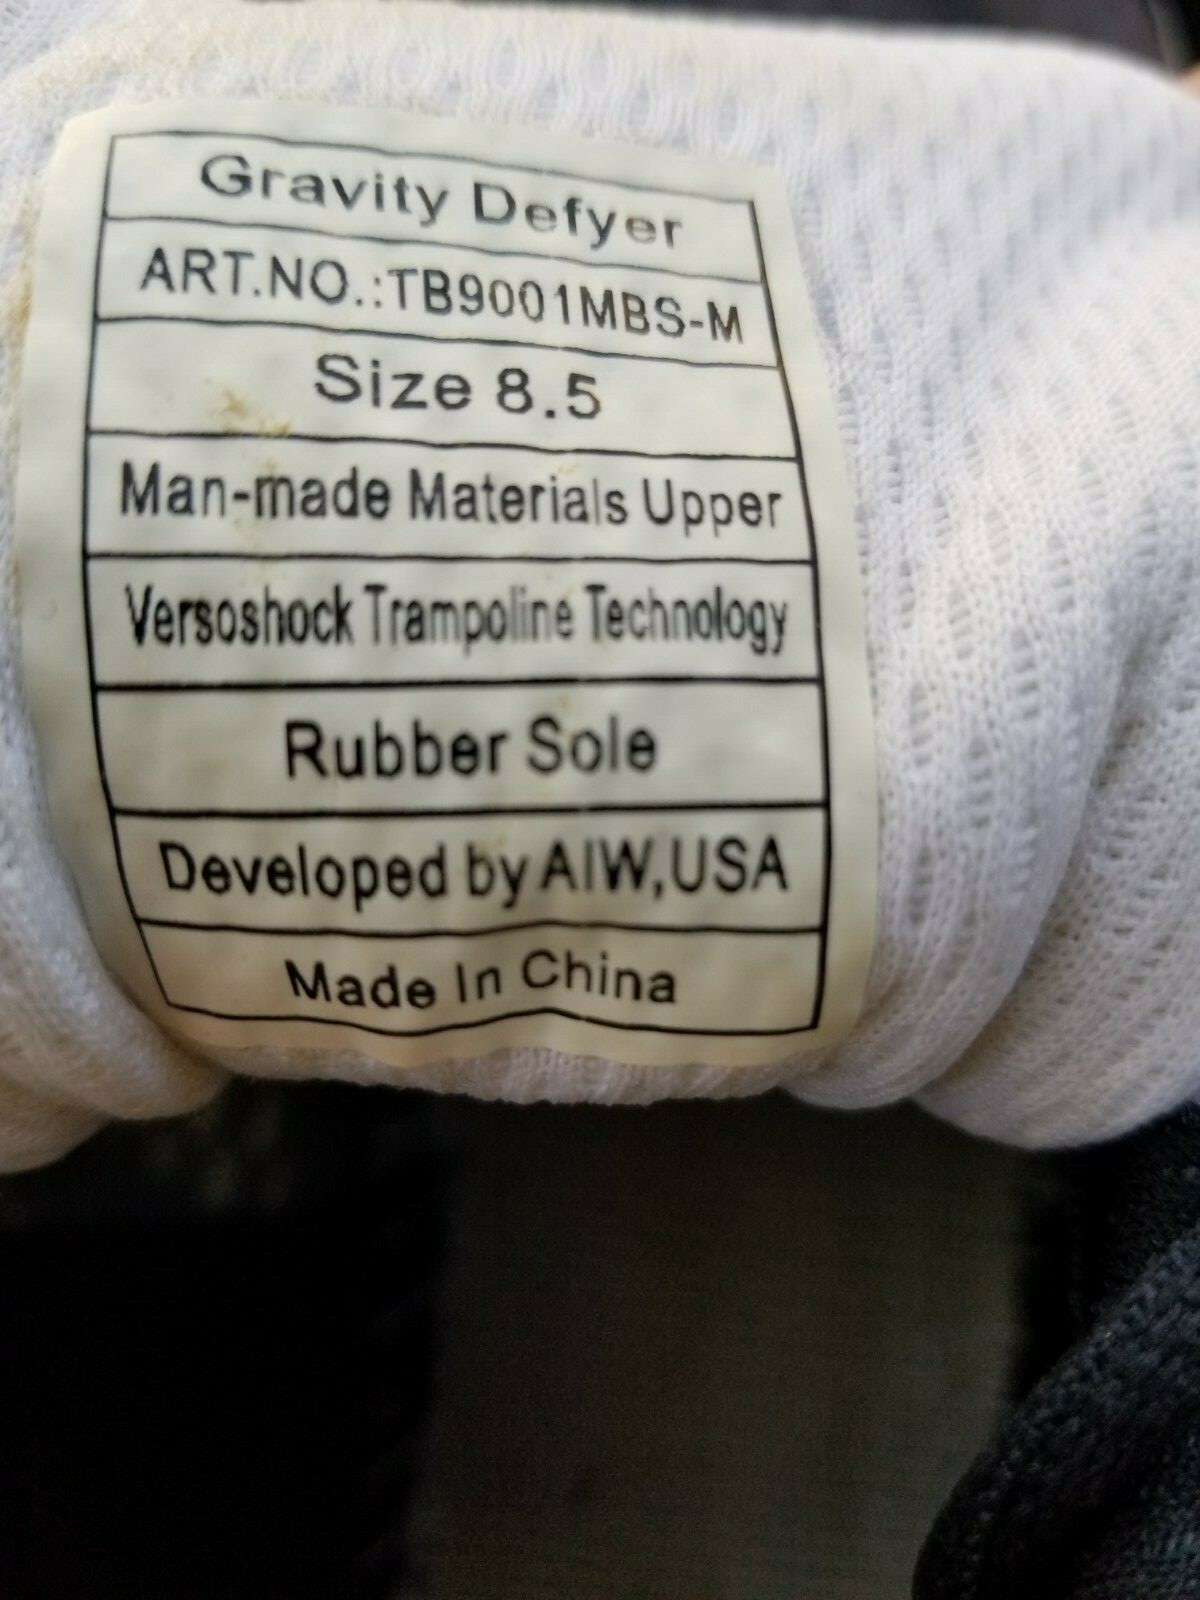 Gravity Defyer
ART.NO.:TB9001MBS-M
Size 8.5
Man-made Materials Upper
Versoshock Trampoline Technology
Rubber Sole
Developed by AIW,USA
Made In China